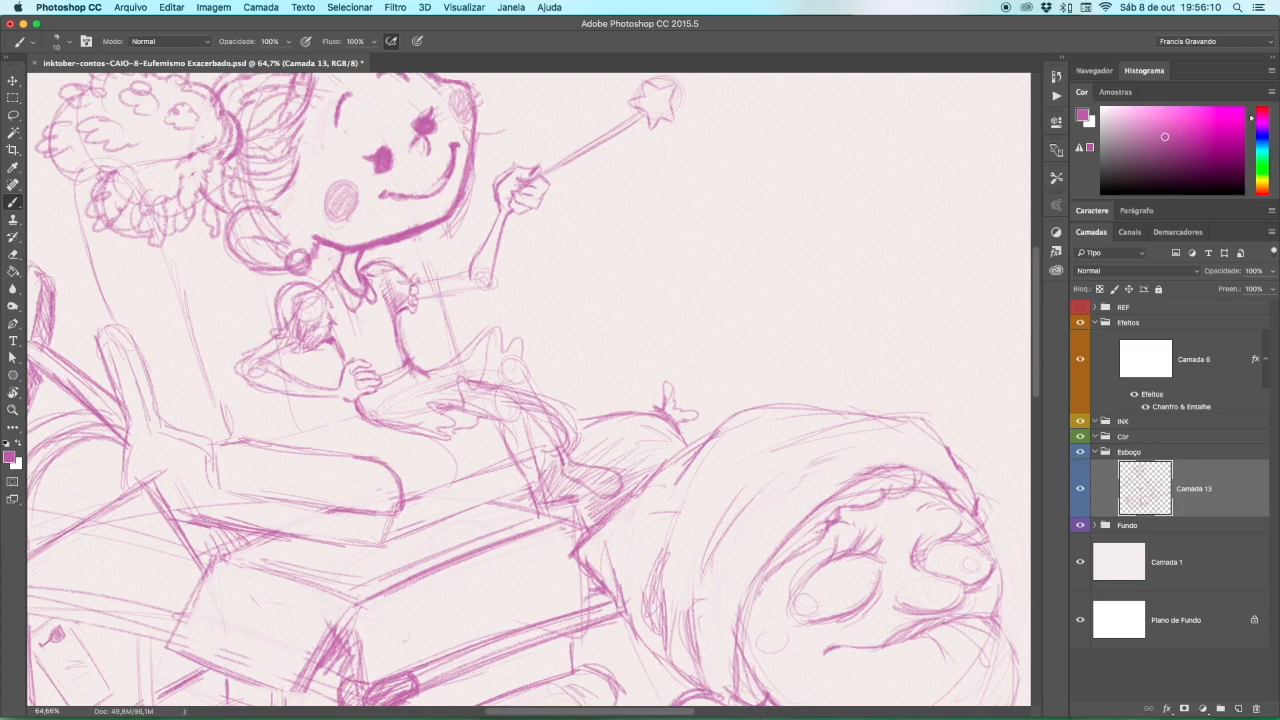 Photoshop CC Arquivo Editar Imagem Camada Texto Selecionar Filtro 3D Visualizar Janela Ajuda Sáb 8 de out 19:56:10
Adobe Photoshop CC 2015.5
10 Modo: Normal Opacidade: 100% Fluxo: 100% Francis Gravando
inktober-contos-CAIO-8-Eufemismo Exacerbado.psd @ 64,7% (Camada 13, RGB/8) *
Navegador Histograma
Cor Amostras
Caractere Parágrafo
Camadas Canais Demarcadores
Tipo
Normal Opacidade: 100%
Bloq.: Preen.: 100%
REF
Efeitos
Camada 6 fx
Efeitos
Chanfro & Entalhe
INK
Cor
Esboço
Camada 13
Fundo
Camada 1
Plano de Fundo
64,66% Doc: 49,8M/96,1M
fx